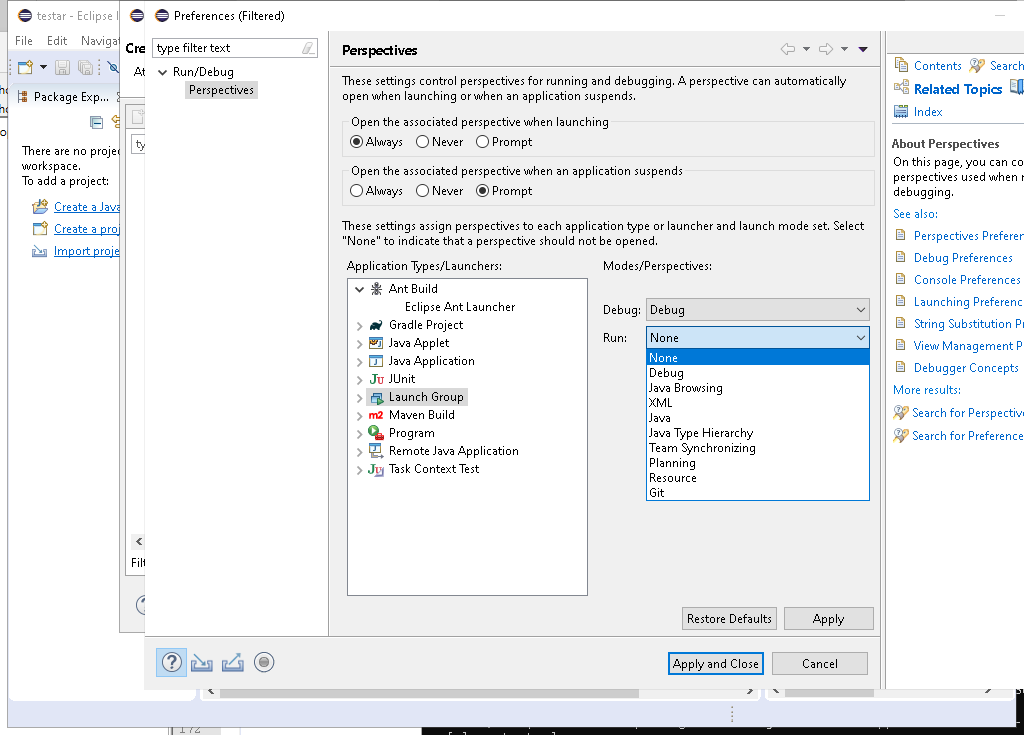 testar - Eclipse I
Preferences (Filtered)
File Edit Naviga
Cre
type filter text
Perspectives
Contents
Search
Related Topics
Index
At
Run/Debug
Perspectives
These settings control perspectives for running and debugging. A perspective can automatically
open when launching or when an application suspends.
Package Exp...
Open the associated perspective when launching
Always Never Prompt
There are no projec
workspace.
To add a project:
Create a Java
Create a proj
Import proje
ty
Open the associated perspective when an application suspends
Always Never Prompt
These settings assign perspectives to each application type or launcher and launch mode set. Select
"None" to indicate that a perspective should not be opened.
Application Types/Launchers:
Modes/Perspectives:
Ant Build
Eclipse Ant Launcher
Gradle Project
Java Applet
Java Application
JUnit
Launch Group
Maven Build
Program
Remote Java Application
Task Context Test
Debug: Debug
Run: None
None
Debug
Java Browsing
XML
Java
Java Type Hierarchy
Team Synchronizing
Planning
Resource
Git
About Perspectives
On this page, you can co
perspectives used when r
debugging.
See also:
Perspectives Preferen
Debug Preferences
Console Preferences
Launching Preferenc
String Substitution Pr
View Management P
Debugger Concepts
More results:
Search for Perspective
Search for Preference
Filt
Restore Defaults
Apply
Apply and Close
Cancel
172